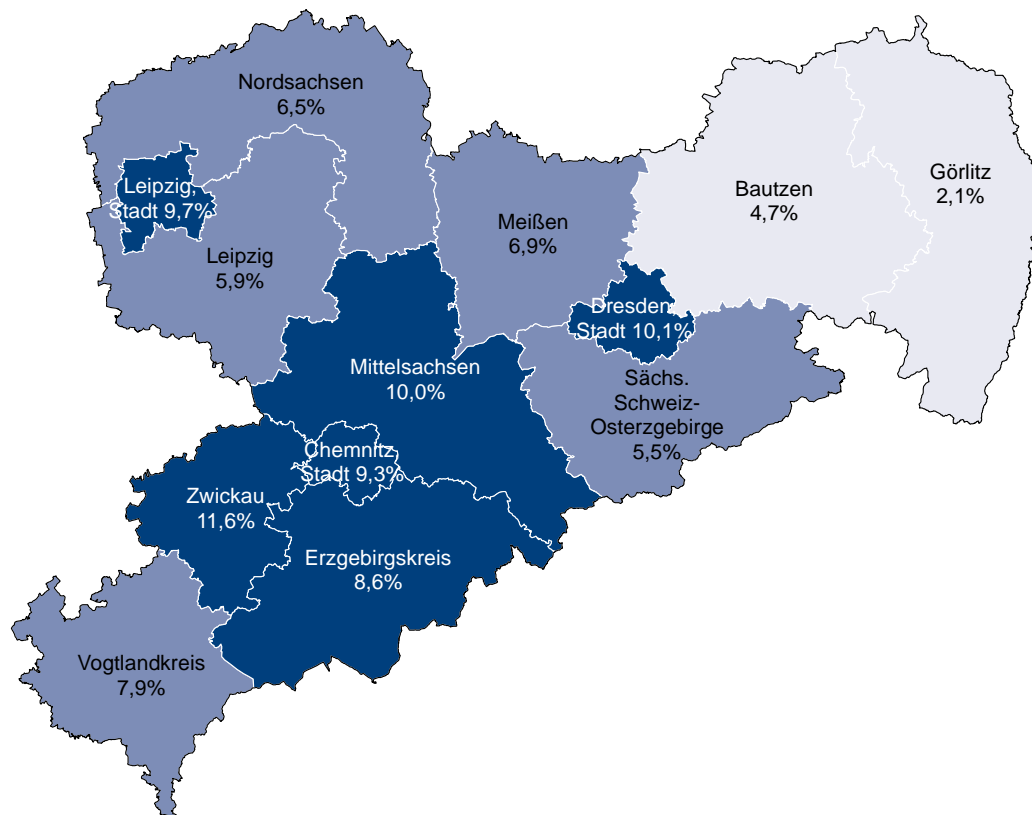 Nordsachsen
6,5%
Leipzig,
Stadt 9,7%
Leipzig
5,9%
Meißen
6,9%
Bautzen
4,7%
Görlitz
2,1%
Dresden,
Stadt 10,1%
Mittelsachsen
10,0%
Sächs.
Schweiz-
Osterzgebirge
5,5%
Chemnitz,
Stadt 9,3%
Zwickau
11,6%
Erzgebirgskreis
8,6%
Vogtlandkreis
7,9%